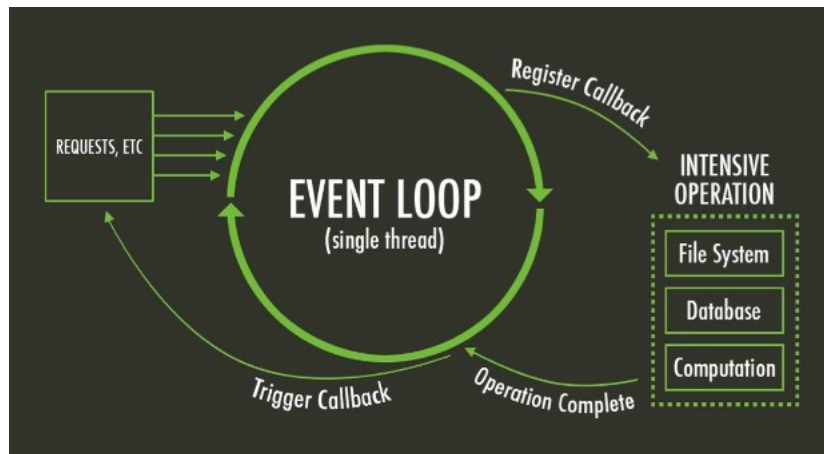 REQUESTS, ETC
EVENT LOOP
(single thread)
Register Callback
INTENSIVE
OPERATION
File System
Database
Computation
Operation Complete
Trigger Callback